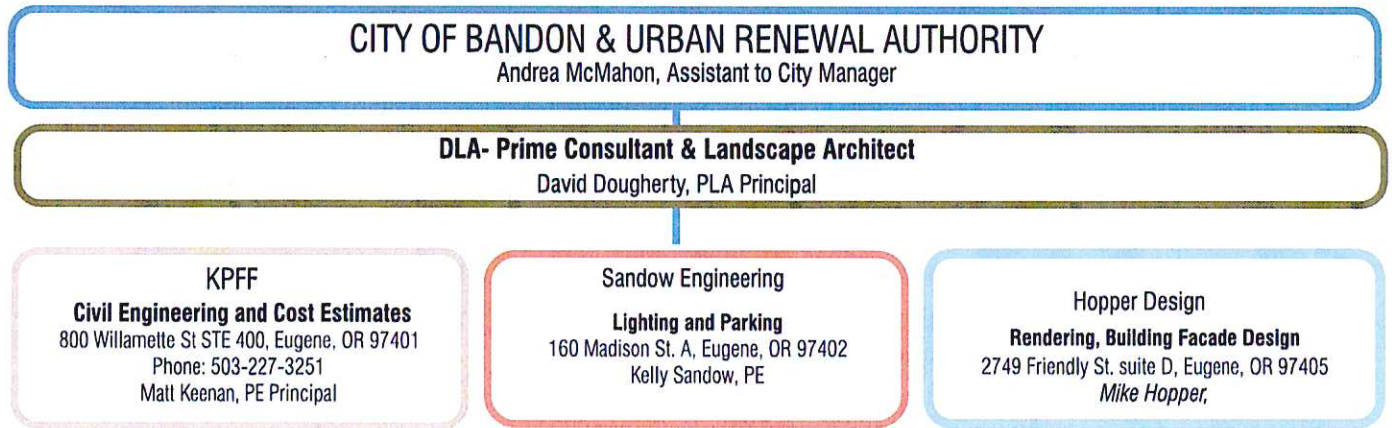 CITY OF BANDON & URBAN RENEWAL AUTHORITY
Andrea McMahon, Assistant to City Manager
DLA- Prime Consultant & Landscape Architect
David Dougherty, PLA Principal
KPFF
Civil Engineering and Cost Estimates
800 Willamette St STE 400, Eugene, OR 97401
Phone: 503-227-3251
Matt Keenan, PE Principal
Sandow Engineering
Lighting and Parking
160 Madison St. A, Eugene, OR 97402
Kelly Sandow, PE
Hopper Design
Rendering, Building Facade Design
2749 Friendly St. suite D, Eugene, OR 97405
Mike Hopper,